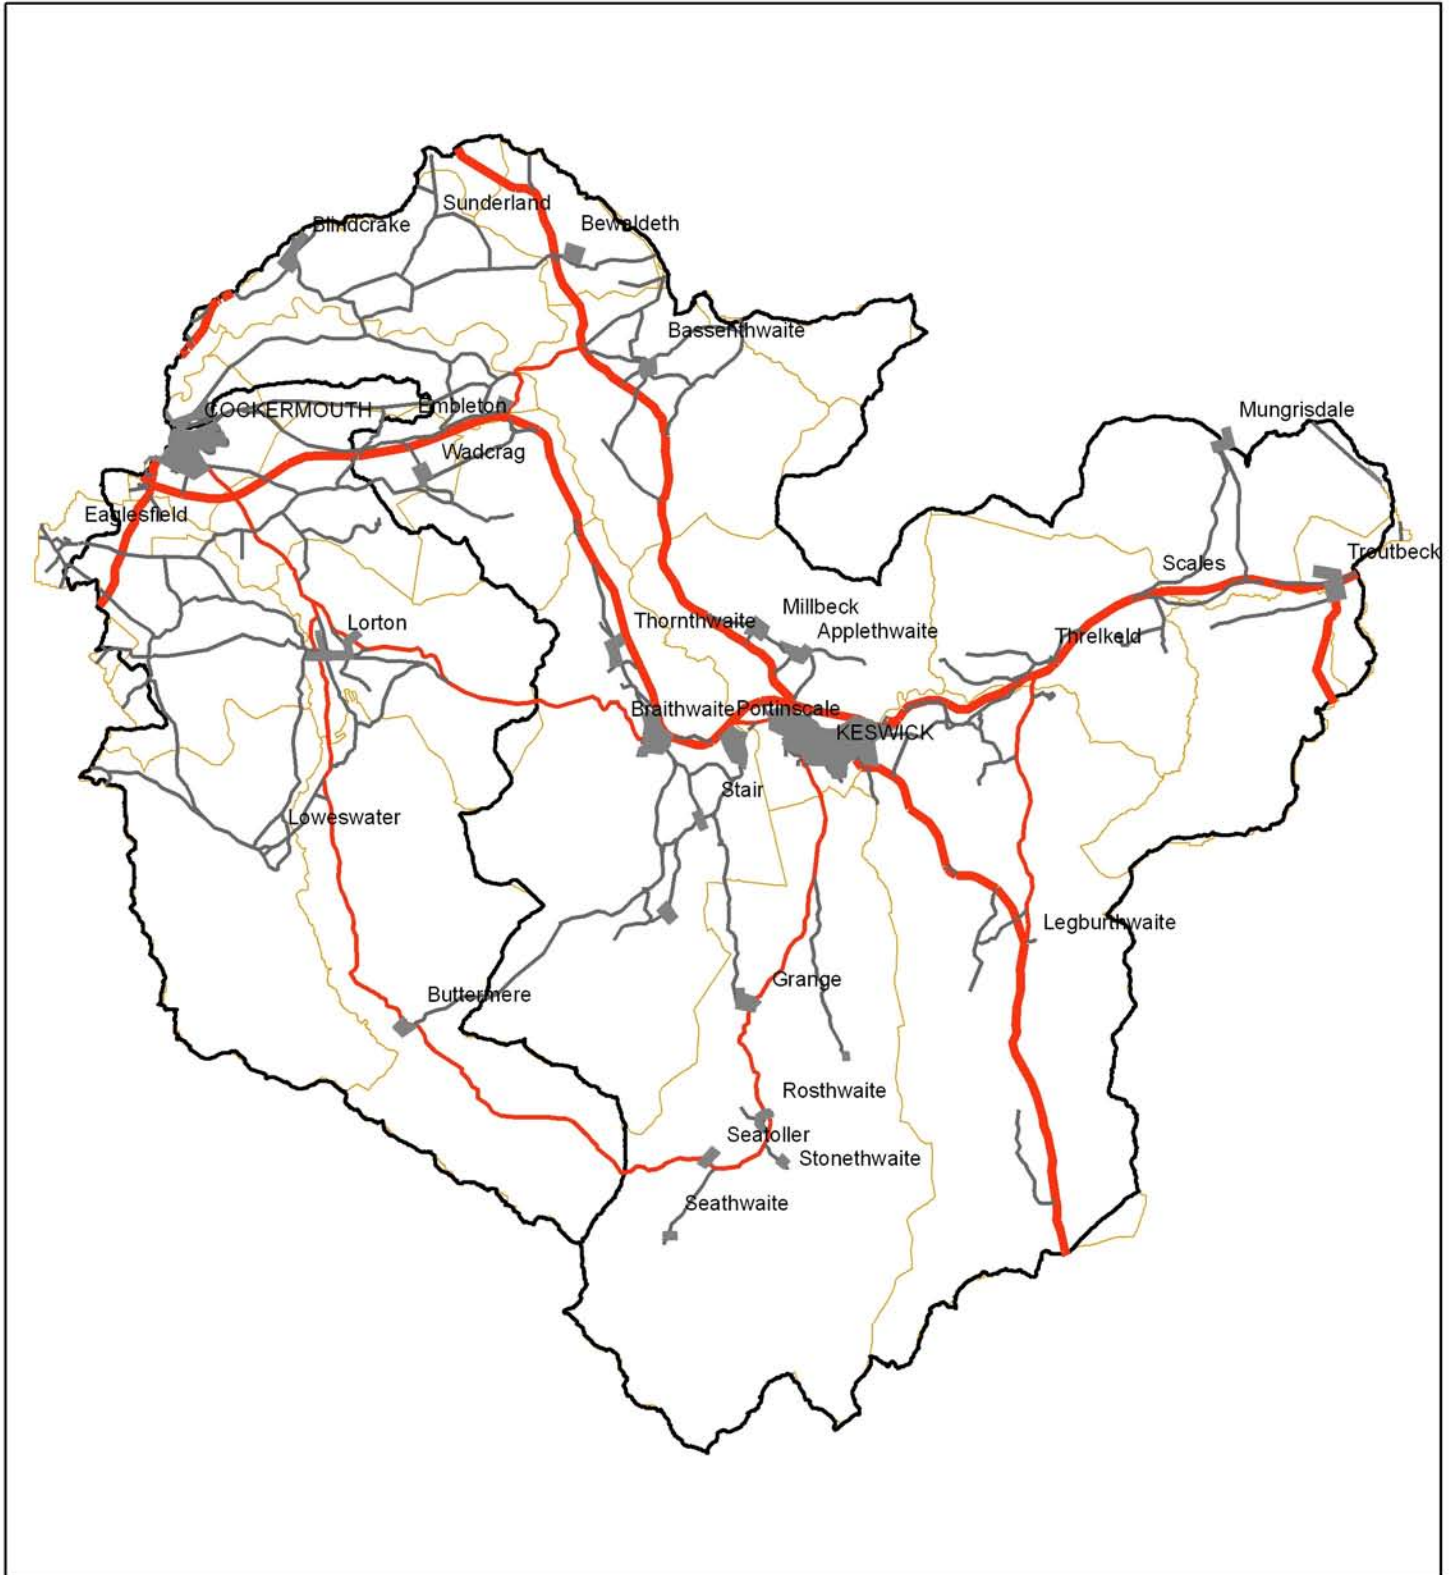 Sunderland
Blindcrake
Bewaldeth
Bassenthwaite
COCKERMOUTH
Embleton
Mungrisdale
Wadcrag
Eaglesfield
Troutbeck
Scales
Millbeck
Lorton
Thornthwaite
Applethwaite
Threlkeld
Braithwaite
Portinscale
KESWICK
Stair
Loweswater
Legburthwaite
Grange
Buttermere
Rosthwaite
Seatoller
Stonethwaite
Seathwaite